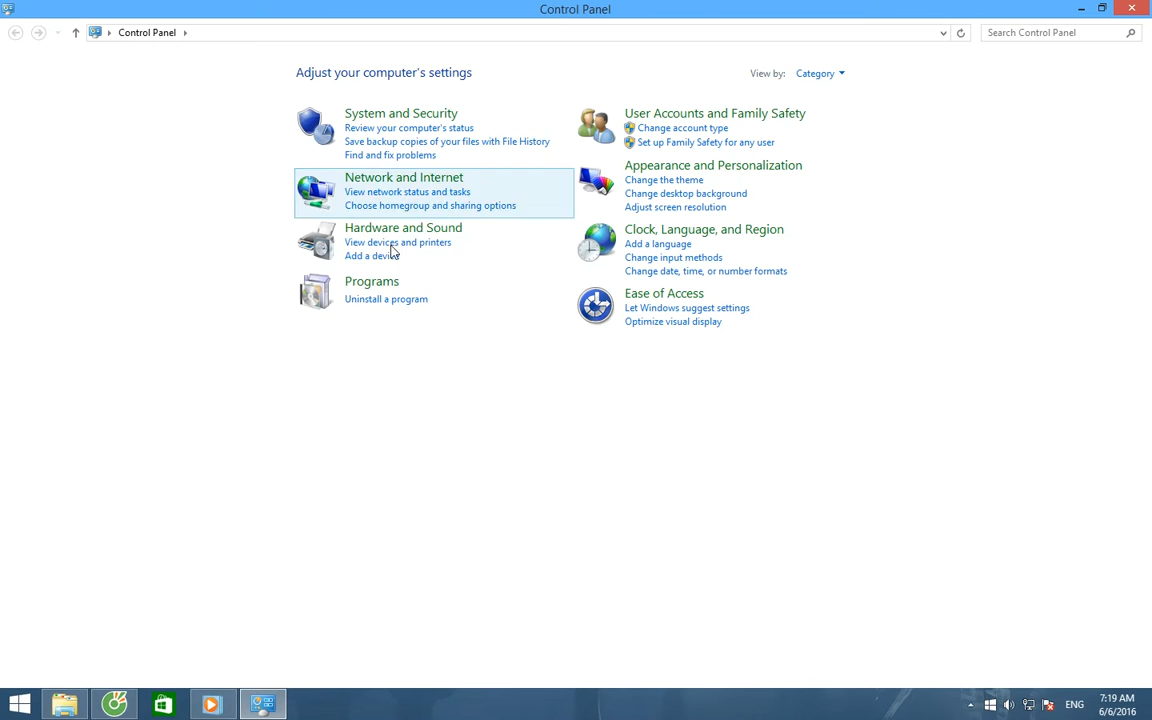 Control Panel
Control Panel
Search Control Panel
Adjust your computer's settings
View by: Category
System and Security
Review your computer's status
Save backup copies of your files with File History
Find and fix problems
Network and Internet
View network status and tasks
Choose homegroup and sharing options
Hardware and Sound
View devices and printers
Add a device
Programs
Uninstall a program
User Accounts and Family Safety
Change account type
Set up Family Safety for any user
Appearance and Personalization
Change the theme
Change desktop background
Adjust screen resolution
Clock, Language, and Region
Add a language
Change input methods
Change date, time, or number formats
Ease of Access
Let Windows suggest settings
Optimize visual display
ENG
7:19 AM
6/6/2016